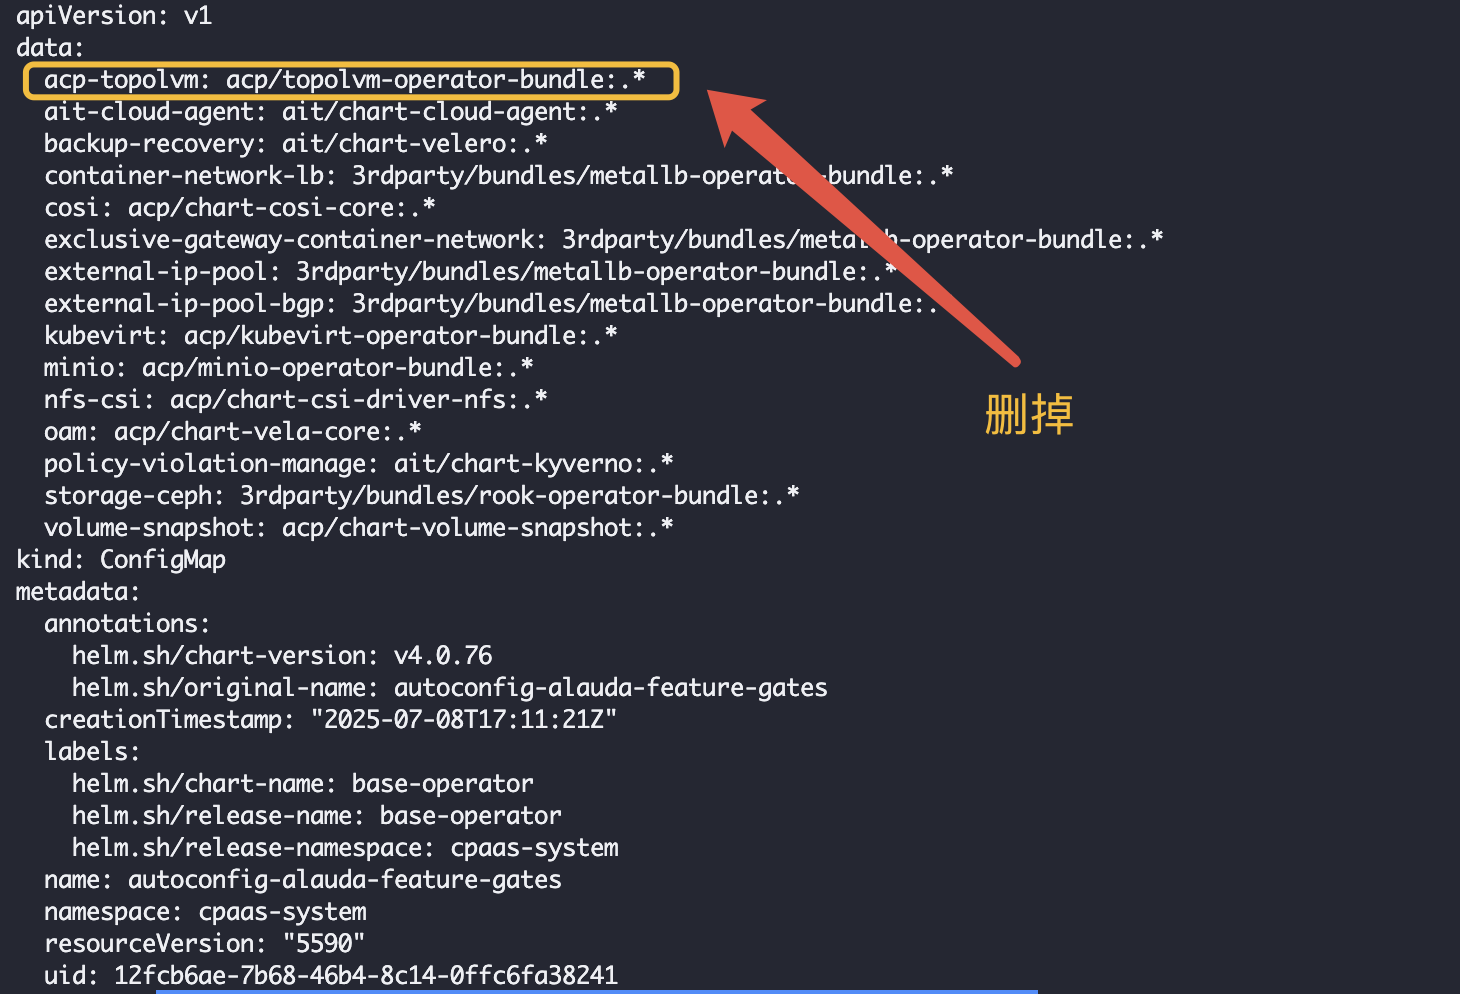 apiVersion: v1
data:
  acp-topolvm: acp/topolvm-operator-bundle:.*
  ait-cloud-agent: ait/chart-cloud-agent:.*
  backup-recovery: ait/chart-velero:.*
  container-network-lb: 3rdparty/bundles/metallb-operator-bundle:.*
  cosi: acp/chart-cosi-core:.*
  exclusive-gateway-container-network: 3rdparty/bundles/metallb-operator-bundle:.*
  external-ip-pool: 3rdparty/bundles/metallb-operator-bundle:.*
  external-ip-pool-bgp: 3rdparty/bundles/metallb-operator-bundle:.
  kubevirt: acp/kubevirt-operator-bundle:.*
  minio: acp/minio-operator-bundle:.*
  nfs-csi: acp/chart-csi-driver-nfs:.*
删掉
  oam: acp/chart-vela-core:.*
  policy-violation-manage: ait/chart-kyverno:.*
  storage-ceph: 3rdparty/bundles/rook-operator-bundle:.*
  volume-snapshot: acp/chart-volume-snapshot:.*
kind: ConfigMap
metadata:
  annotations:
    helm.sh/chart-version: v4.0.76
    helm.sh/original-name: autoconfig-alauda-feature-gates
  creationTimestamp: "2025-07-08T17:11:21Z"
  labels:
    helm.sh/chart-name: base-operator
    helm.sh/release-name: base-operator
    helm.sh/release-namespace: cpaas-system
  name: autoconfig-alauda-feature-gates
  namespace: cpaas-system
  resourceVersion: "5590"
  uid: 12fcb6ae-7b68-46b4-8c14-0ffc6fa38241